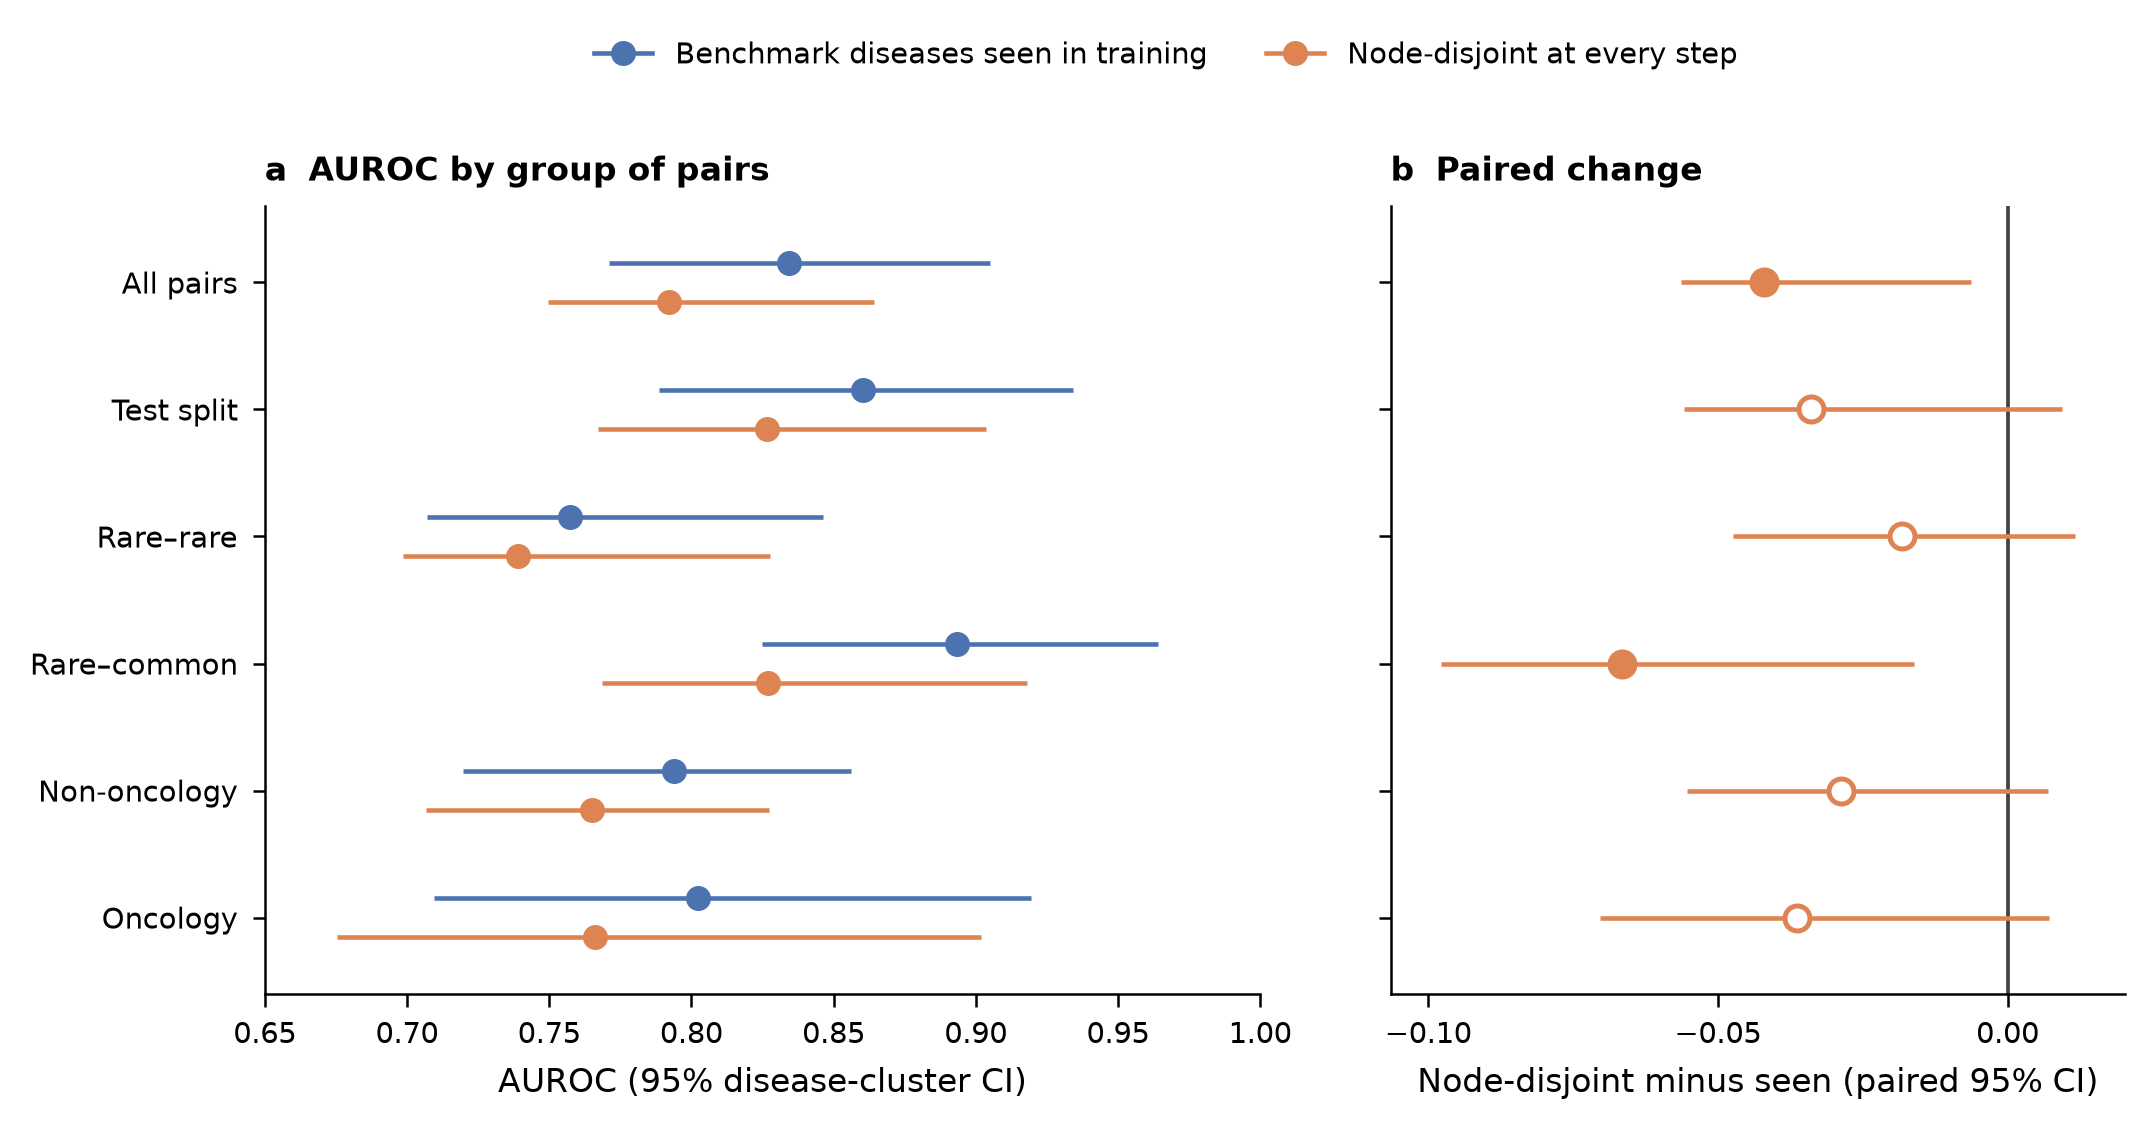 Benchmark diseases seen in training
Node-disjoint at every step
a AUROC by group of pairs
b Paired change
All pairs
Test split
Rare–rare
Rare–common
Non-oncology
Oncology
0.65 0.70 0.75 0.80 0.85 0.90 0.95 1.00
AUROC (95% disease-cluster CI)
−0.10 −0.05 0.00
Node-disjoint minus seen (paired 95% CI)